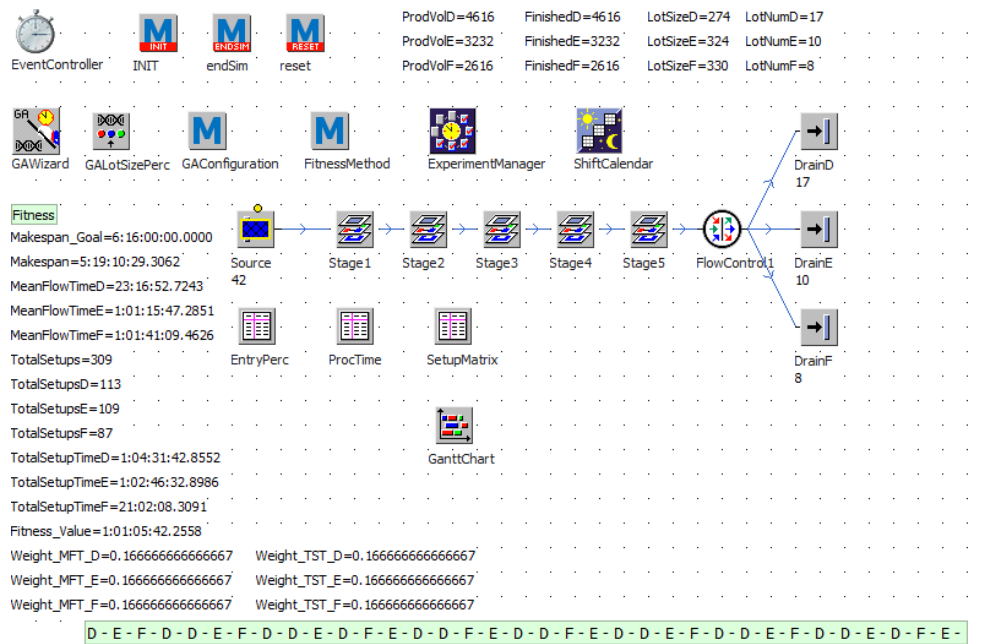 ProdVolD=4616 FinishedD=4616 LotSizeD=274 LotNumD=17
M INIT M ENDSIM M RESET
ProdVolE=3232 FinishedE=3232 LotSizeE=324 LotNumE=10
EventController INIT endSim reset ProdVolF=2616 FinishedF=2616 LotSizeF=330 LotNumF=8
GA M M
GAWizard GALotSizePerc GAConfiguration FitnessMethod ExperimentManager ShiftCalendar DrainD
17
Fitness
Makespan_Goal=6:16:00:00.0000
Makespan=5:19:10:29.3062 Source Stage1 Stage2 Stage3 Stage4 Stage5 FlowControl1 DrainE
42 10
MeanFlowTimeD=23:16:52.7243
MeanFlowTimeE=1:01:15:47.2851
MeanFlowTimeF=1:01:41:09.4626
TotalSetups=309 EntryPerc ProcTime SetupMatrix DrainF
8
TotalSetupsD=113
TotalSetupsE=109
TotalSetupsF=87
TotalSetupTimeD=1:04:31:42.8552 GanttChart
TotalSetupTimeE=1:02:46:32.8986
TotalSetupTimeF=21:02:08.3091
Fitness_Value=1:01:05:42.2558
Weight_MFT_D=0.166666666666667 Weight_TST_D=0.166666666666667
Weight_MFT_E=0.166666666666667 Weight_TST_E=0.166666666666667
Weight_MFT_F=0.166666666666667 Weight_TST_F=0.166666666666667
D - E - F - D - D - E - F - D - D - E - D - F - E - D - D - F - E - D - F - E - D - D - E - F - D - D - E - F - D - D - E - D - F - E -